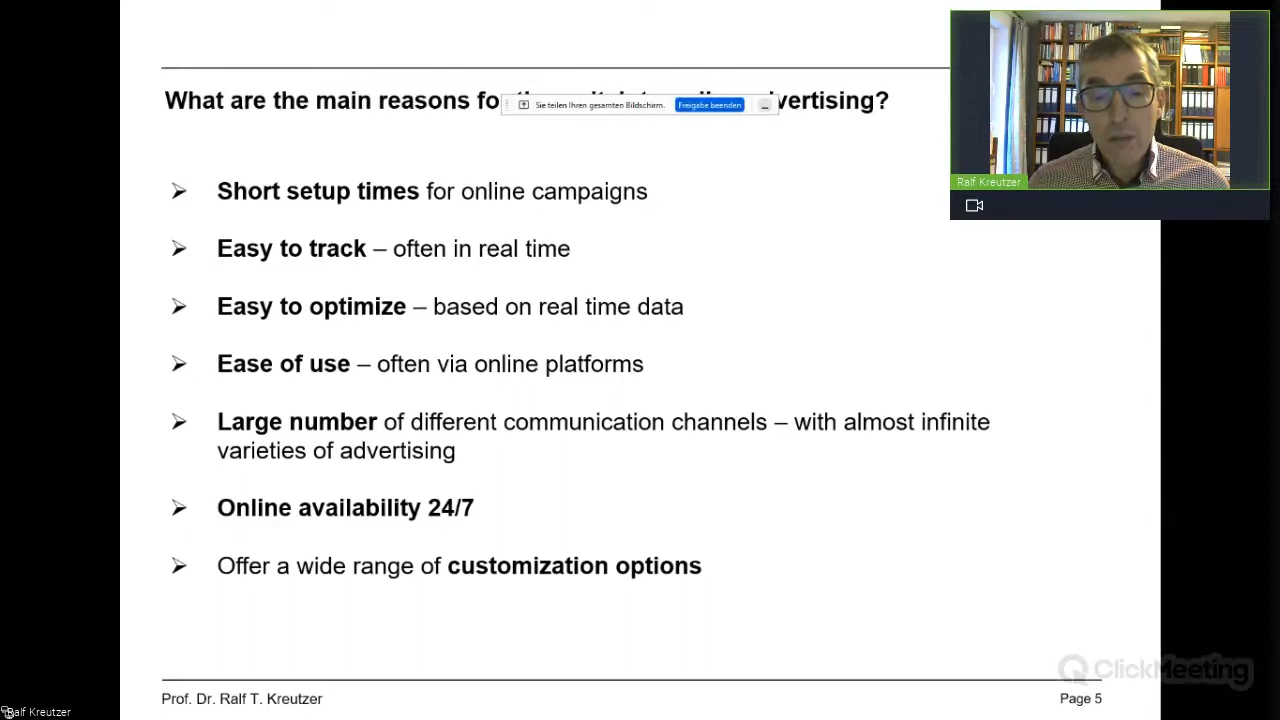 What are the main reasons fo vertising?
Sie teilen Ihren gesamten Bildschirm. Freigabe beenden
Ralf Kreutzer
➢ Short setup times for online campaigns
➢ Easy to track – often in real time
➢ Easy to optimize – based on real time data
➢ Ease of use – often via online platforms
➢ Large number of different communication channels – with almost infinite
varieties of advertising
➢ Online availability 24/7
➢ Offer a wide range of customization options
ClickMeeting
Prof. Dr. Ralf T. Kreutzer Page 5
Ralf Kreutzer